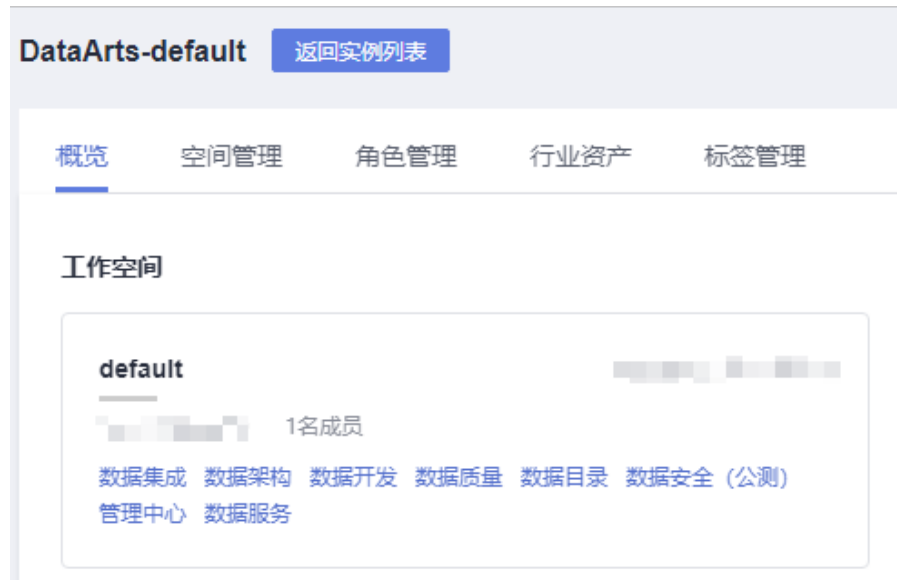 DataArts-default 返回实例列表
概览 空间管理 角色管理 行业资产 标签管理
工作空间
default
1名成员
数据集成 数据架构 数据开发 数据质量 数据目录 数据安全（公测）
管理中心 数据服务